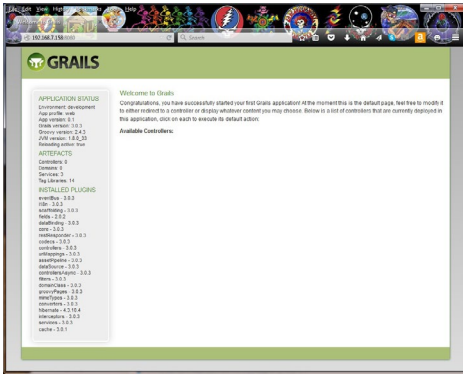 File Edit View Help
192.168.7.158:8080
Search
GRAILS
APPLICATION STATUS
Environment: development
App profile: web
App version: 0.1
Grails version: 3.0.3
Groovy version: 2.4.3
JVM version: 1.8.0_33
Reloading active: true
ARTEFACTS
Controllers: 0
Domains: 0
Services: 3
Tag Libraries: 14
INSTALLED PLUGINS
eventBus - 3.0.3
i18n - 3.0.3
scaffolding - 3.0.3
fields - 2.0.2
dataBinding - 3.0.3
core - 3.0.3
restResponder - 3.0.3
codecs - 3.0.3
controllers - 3.0.3
urlMappings - 3.0.3
assetPipeline - 3.0.3
dataSource - 3.0.3
controllersAsync - 3.0.3
filters - 3.0.3
domainClass - 3.0.3
groovyPages - 3.0.3
mimeTypes - 3.0.3
converters - 3.0.3
hibernate - 4.3.10.4
interceptors - 3.0.3
services - 3.0.3
cache - 3.0.1
Welcome to Grails
Congratulations, you have successfully started your first Grails application! At the moment this is the default page, feel free to modify it
to either redirect to a controller or display whatever content you may choose. Below is a list of controllers that are currently deployed in
this application, click on each to execute its default action:
Available Controllers: